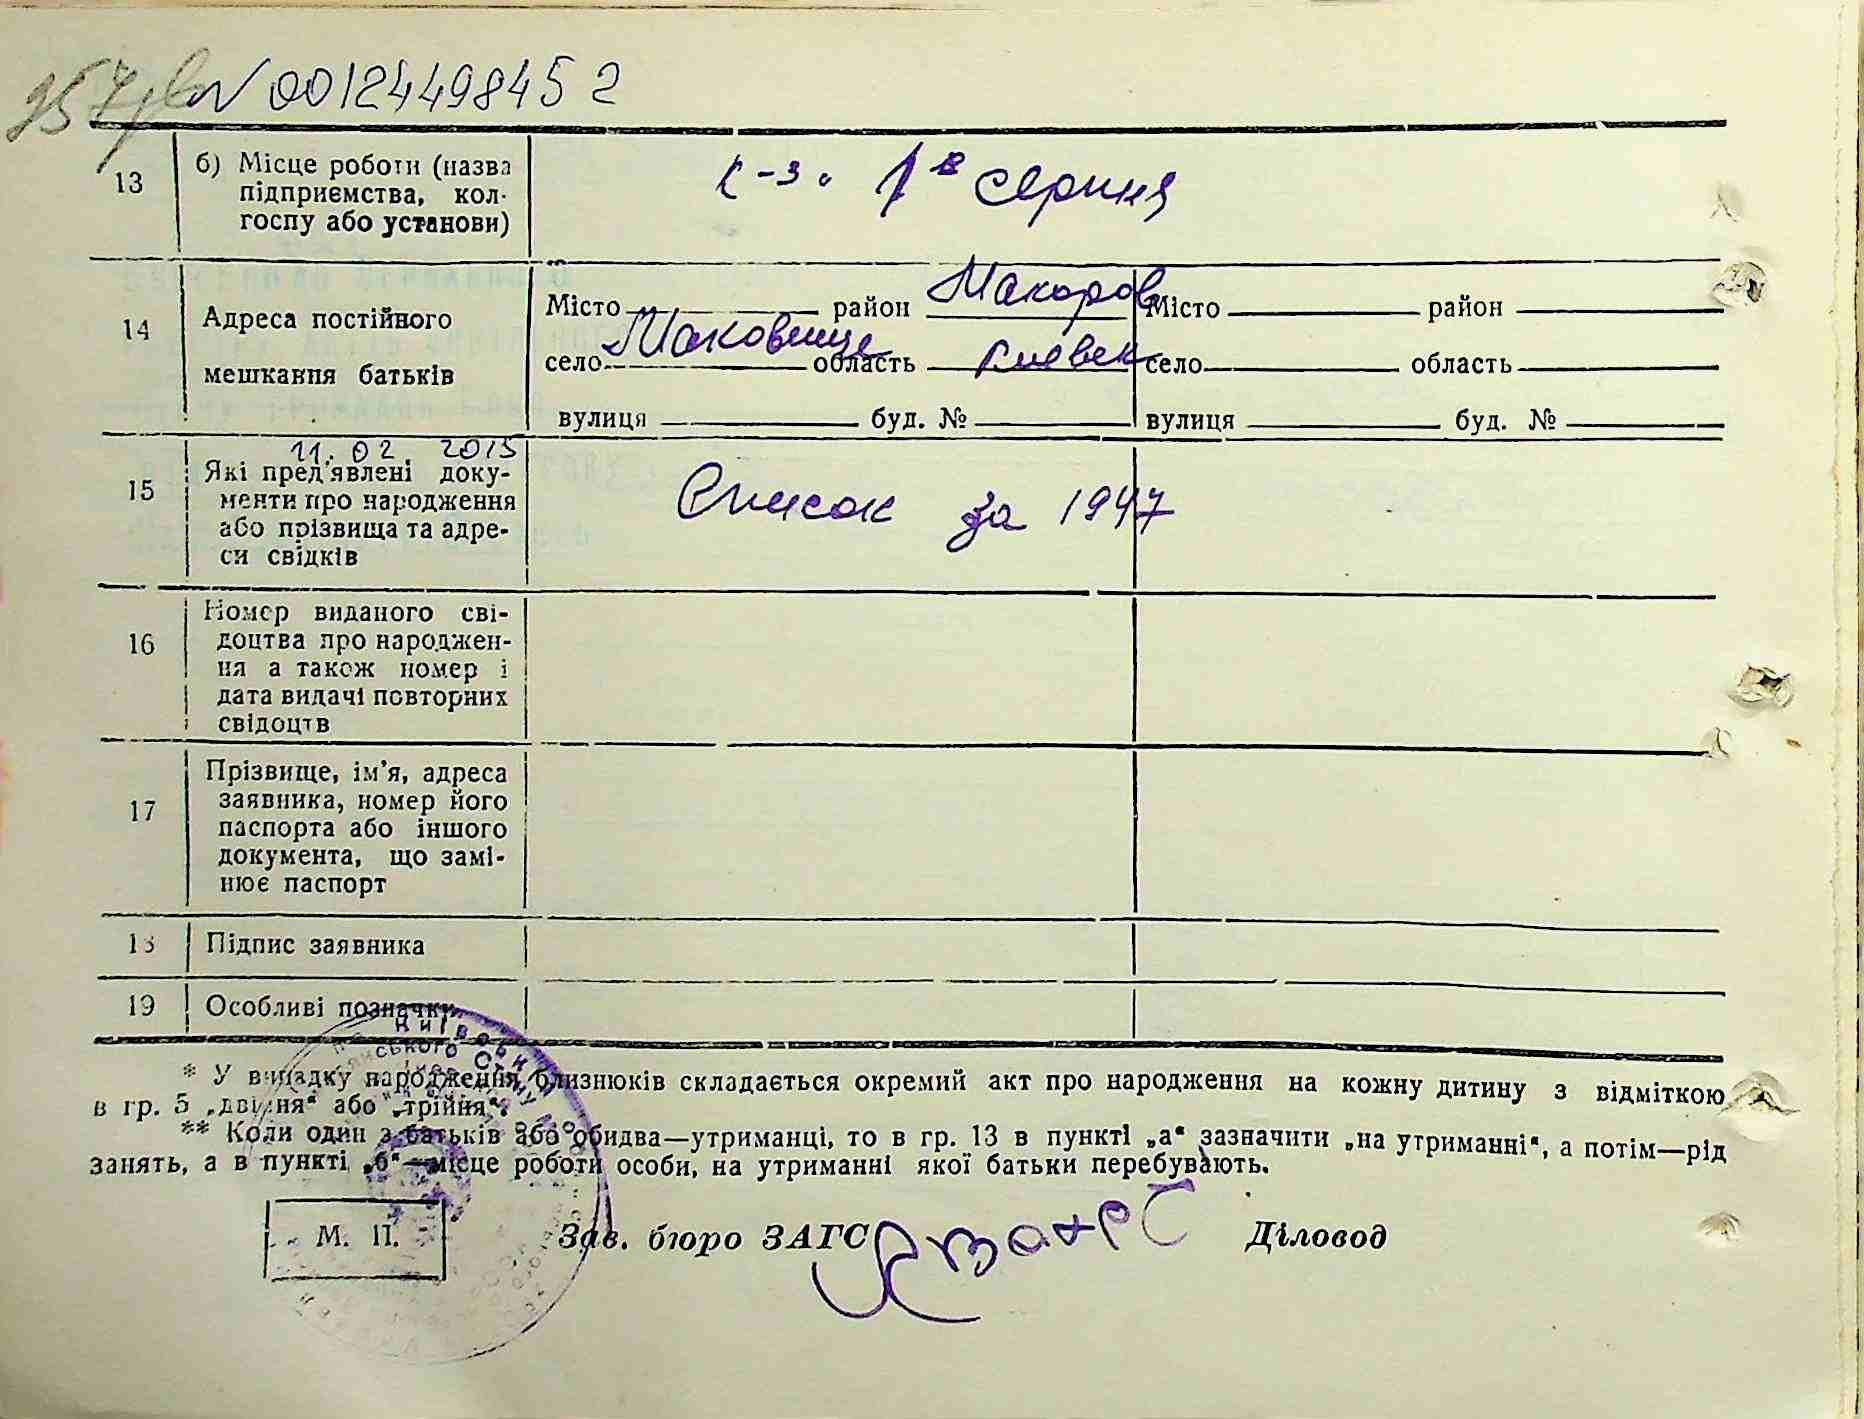 N 00124498452
13 б) Місце роботи (назва
підприємства, кол-
госпу або установи)
к-з 1е серпня
14 Адреса постійного
мешкання батьків
Місто район Макаров
село Маковище область Киевск
вулиця буд. №
Місто район
село область
вулиця буд. №
11.02.2015
15 Які пред'явлені доку-
менти про народження
або прізвища та адре-
си свідків
Список за 1947
16 Номер виданого сві-
доцтва про народжен-
ня а також номер і
дата видачі повторних
свідоцтв
17 Прізвище, ім’я, адреса
заявника, номер його
паспорта або іншого
документа, що замі-
нює паспорт
18 Підпис заявника
19 Особливі позначки
* У випадку народження близнюків складається окремий акт про народження на кожну дитину з відміткою
в гр. 5 „двійня“ або „трійня“.
** Коли один з батьків або обидва—утриманці, то в гр. 13 в пункті „а“ зазначити „на утриманні“, а потім—рід
занять, а в пункті „б“—місце роботи особи, на утриманні якої батьки перебувають.
М. П.
Зав. бюро ЗАГС Діловод